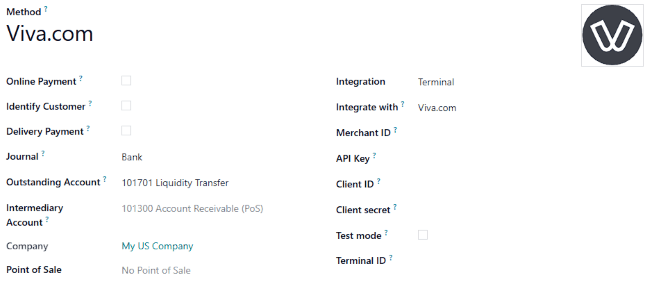 Method ?
Viva.com
Online Payment ?
Identify Customer ?
Delivery Payment ?
Journal ? Bank
Outstanding Account ? 101701 Liquidity Transfer
Intermediary
Account ? 101300 Account Receivable (PoS)
Company My US Company
Point of Sale No Point of Sale
Integration Terminal
Integrate with ? Viva.com
Merchant ID ?
API Key ?
Client ID ?
Client secret ?
Test mode ?
Terminal ID ?